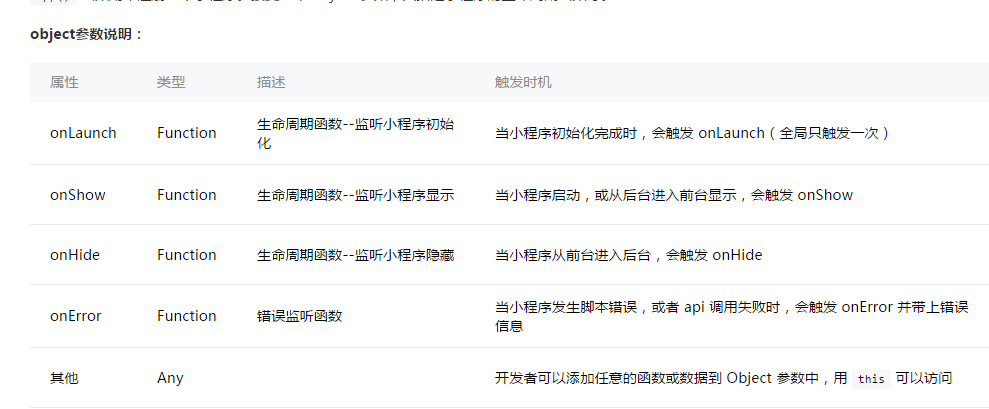 object参数说明：
属性 类型 描述 触发时机
onLaunch Function 生命周期函数--监听小程序初始化 当小程序初始化完成时，会触发 onLaunch（全局只触发一次）
onShow Function 生命周期函数--监听小程序显示 当小程序启动，或从后台进入前台显示，会触发 onShow
onHide Function 生命周期函数--监听小程序隐藏 当小程序从前台进入后台，会触发 onHide
onError Function 错误监听函数 当小程序发生脚本错误，或者 api 调用失败时，会触发 onError 并带上错误信息
其他 Any 开发者可以添加任意的函数或数据到 Object 参数中，用 this 可以访问